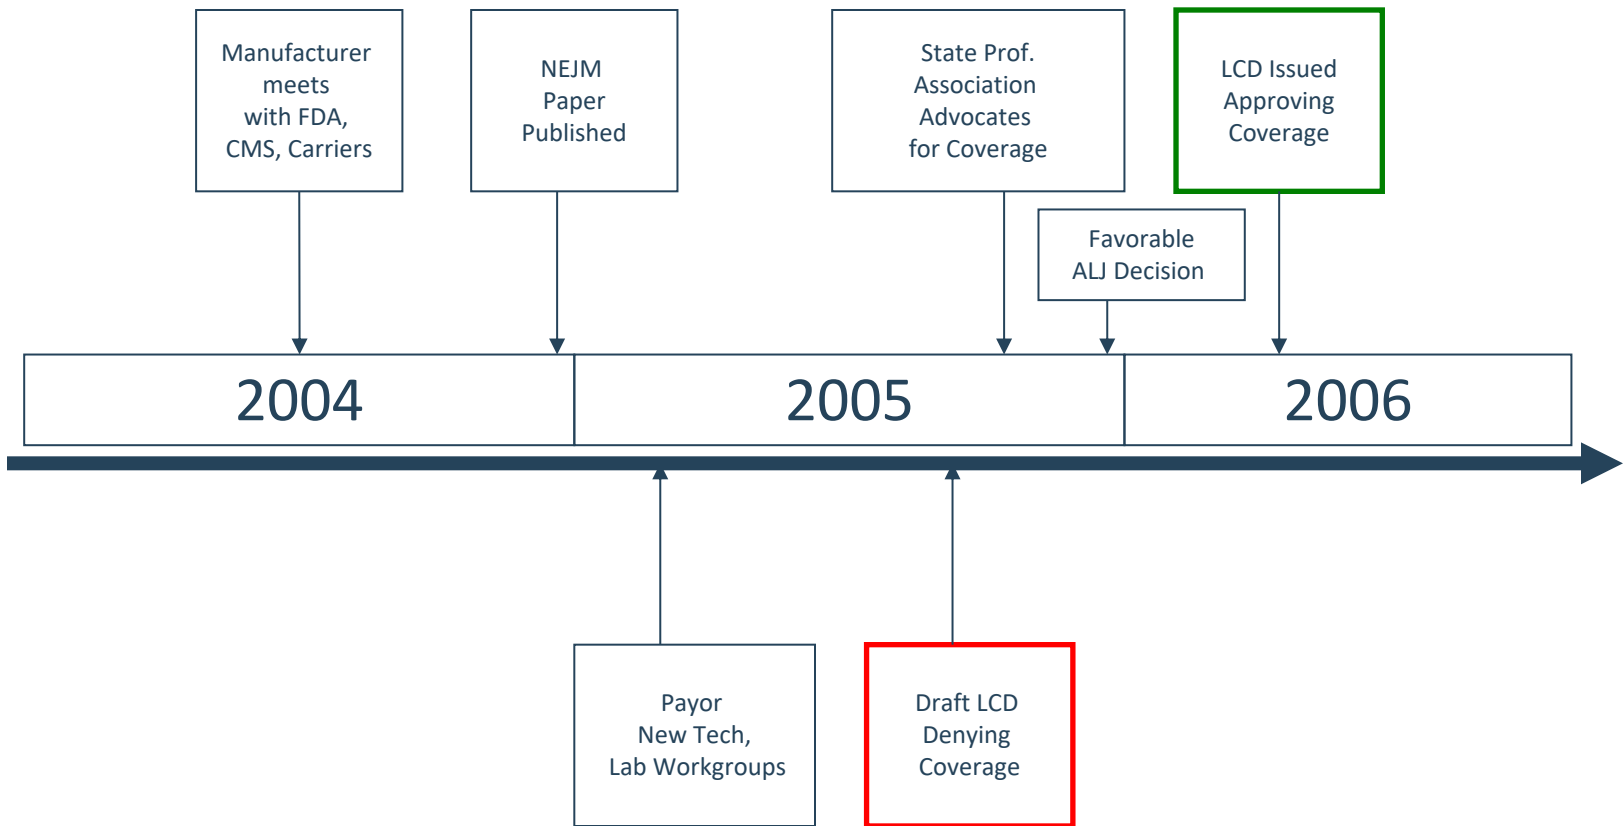 Manufacturer
meets
with FDA,
CMS, Carriers
NEJM
Paper
Published
State Prof.
Association
Advocates
for Coverage
LCD Issued
Approving
Coverage
Favorable
ALJ Decision
2004
2005
2006
Payor
New Tech,
Lab Workgroups
Draft LCD
Denying
Coverage